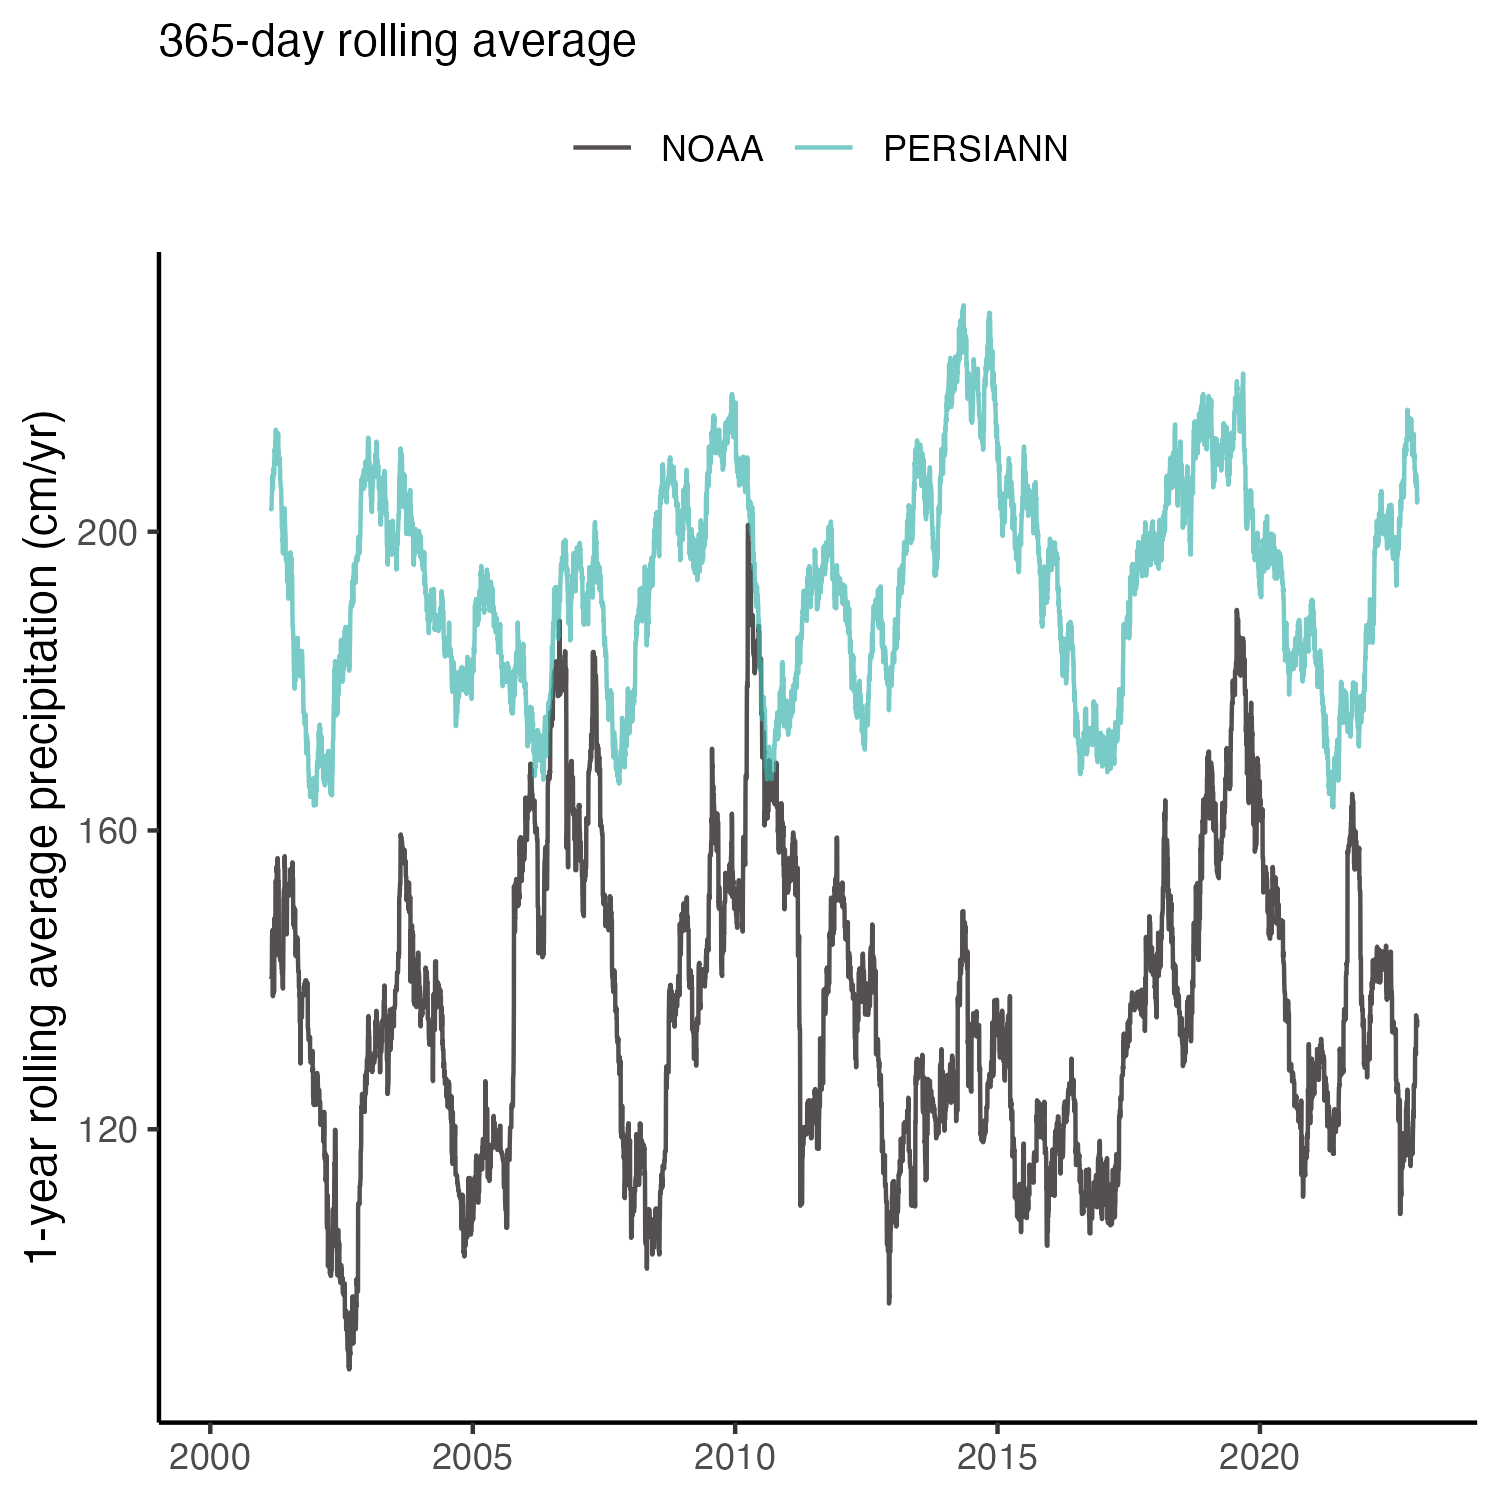 365-day rolling average
NOAA PERSIANN
1-year rolling average precipitation (cm/yr)
200
160
120
2000 2005 2010 2015 2020